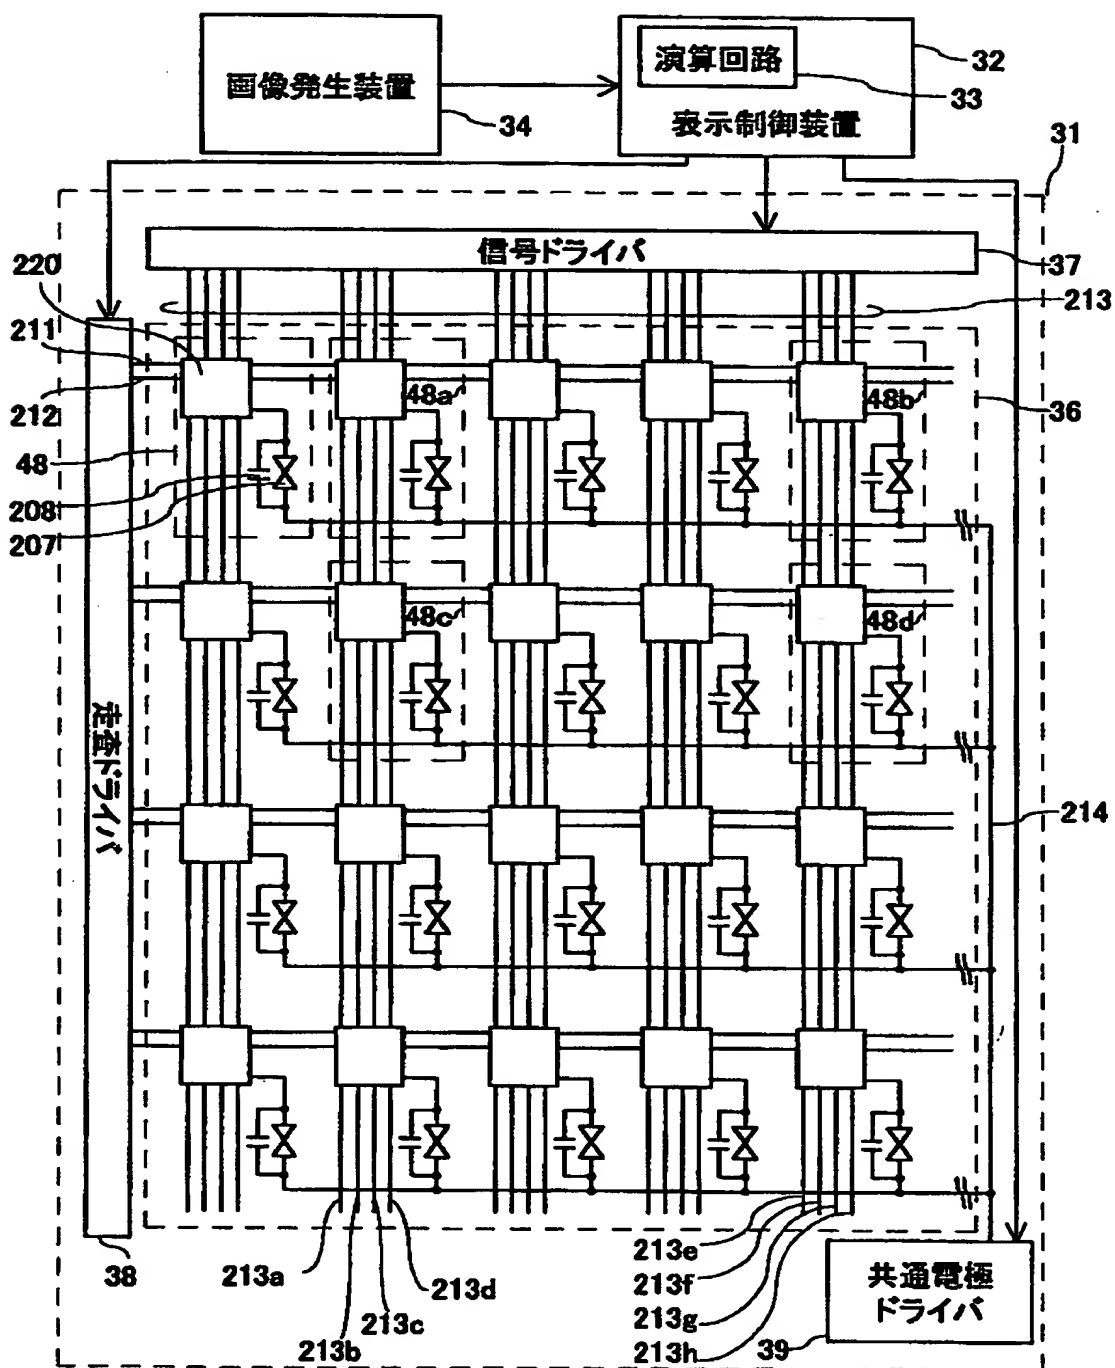 画像発生装置
34
演算回路
33
32
表示制御装置
31
信号ドライバ
37
220
213
211
212
48a
48b
36
48
208
207
48c
48d
走査ドライバ
214
38
213a
213b
213c
213d
213e
213f
213g
213h
共通電極
ドライバ
39